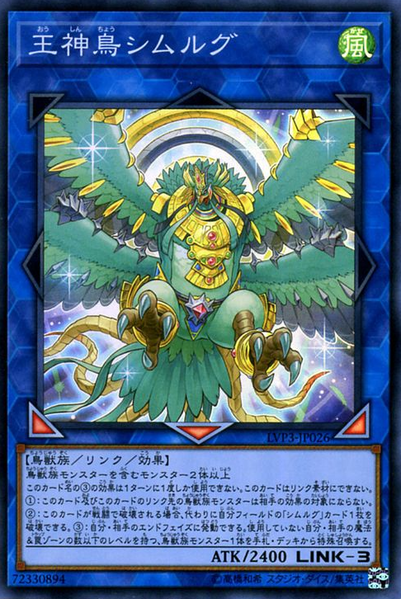 王神鳥シムルグ
風
LVP3-JP026
【鳥獣族/リンク/効果】
鳥獣族モンスターを含むモンスター2体以上
このカード名の③の効果は1ターンに1度しか使用できない。このカードはリンク素材にできない。
①:このカード及びこのカードのリンク先の鳥獣族モンスターは相手の効果の対象にならない。
②:このカードが戦闘で破壊される場合、代わりに自分フィールドの「シムルグ」カード1枚を
破壊できる。③:自分・相手のエンドフェイズに発動できる。使用していない自分・相手の魔法
&罠ゾーンの数以下のレベルを持つ、鳥獣族モンスター1体を手札・デッキから特殊召喚する。
ATK/2400 LINK-3
72330894
©高橋和希 スタジオ・ダイス/集英社